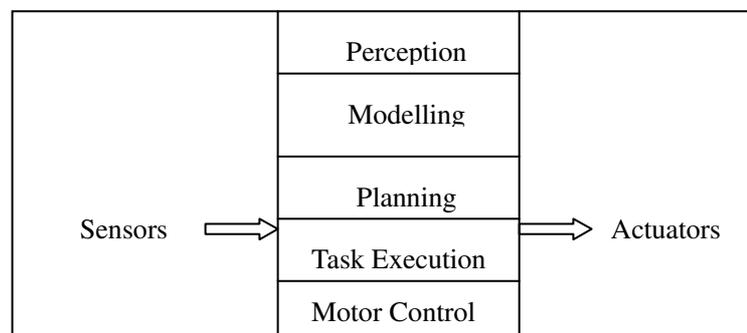 Perception
Modelling
Planning
Sensors
Actuators
Task Execution
Motor Control